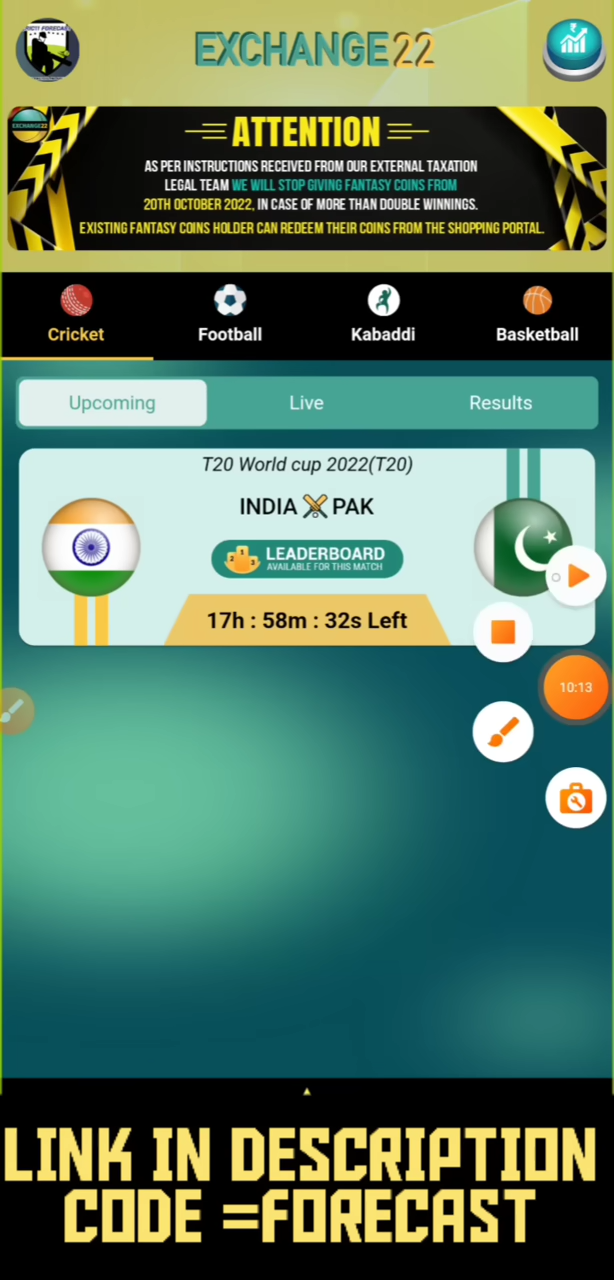 EXCHANGE22
EXCHANGE22
ATTENTION
AS PER INSTRUCTIONS RECEIVED FROM OUR EXTERNAL TAXATION
LEGAL TEAM WE WILL STOP GIVING FANTASY COINS FROM
20TH OCTOBER 2022, IN CASE OF MORE THAN DOUBLE WINNINGS.
EXISTING FANTASY COINS HOLDER CAN REDEEM THEIR COINS FROM THE SHOPPING PORTAL.
Cricket Football Kabaddi Basketball
Upcoming Live Results
T20 World cup 2022(T20)
INDIA PAK
LEADERBOARD
AVAILABLE FOR THIS MATCH
17h : 58m : 32s Left
10:13
LINK IN DESCRIPTION
CODE =FORECAST